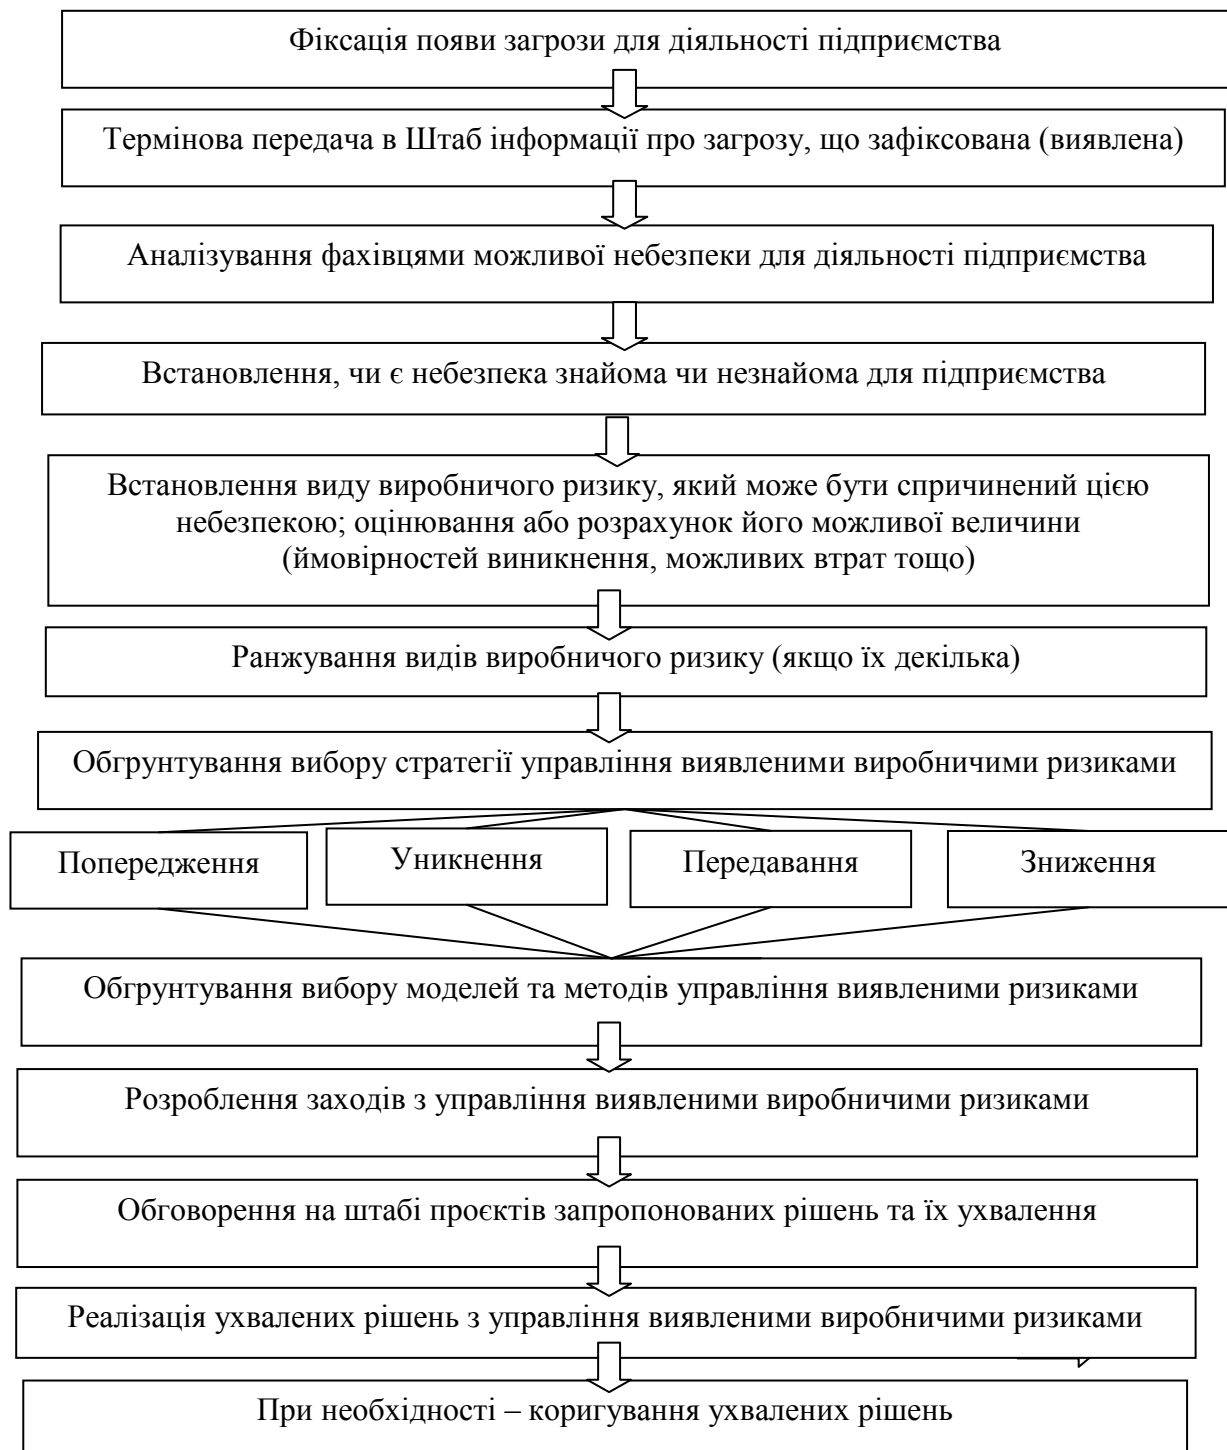 Фіксація появи загрози для діяльності підприємства
Термінова передача в Штаб інформації про загрозу, що зафіксована (виявлена)
Аналізування фахівцями можливої небезпеки для діяльності підприємства
Встановлення, чи є небезпека знайома чи незнайома для підприємства
Встановлення виду виробничого ризику, який може бути спричинений цією
небезпекою; оцінювання або розрахунок його можливої величини
(ймовірностей виникнення, можливих втрат тощо)
Ранжування видів виробничого ризику (якщо їх декілька)
Обгрунтування вибору стратегії управління виявленими виробничими ризиками
Попередження
Уникнення
Передавання
Зниження
Обгрунтування вибору моделей та методів управління виявленими ризиками
Розроблення заходів з управління виявленими виробничими ризиками
Обговорення на штабі проєктів запропонованих рішень та їх ухвалення
Реалізація ухвалених рішень з управління виявленими виробничими ризиками
При необхідності – коригування ухвалених рішень